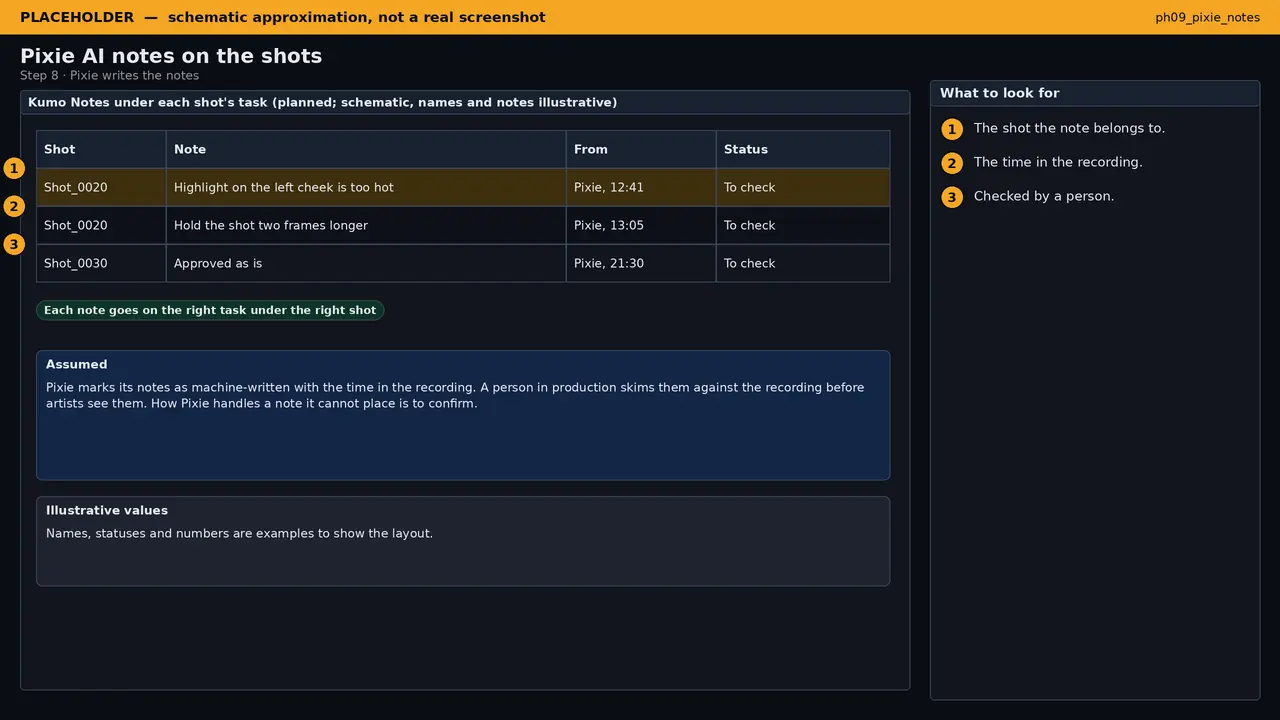 PLACEHOLDER — schematic approximation, not a real screenshot
ph09_pixie_notes
Pixie AI notes on the shots
Step 8 · Pixie writes the notes
Kumo Notes under each shot's task (planned; schematic, names and notes illustrative)
Shot Note From Status
1
Shot_0020 Highlight on the left cheek is too hot Pixie, 12:41 To check
2
Shot_0020 Hold the shot two frames longer Pixie, 13:05 To check
3
Shot_0030 Approved as is Pixie, 21:30 To check
Each note goes on the right task under the right shot
Assumed
Pixie marks its notes as machine-written with the time in the recording. A person in production skims them against the recording before
artists see them. How Pixie handles a note it cannot place is to confirm.
Illustrative values
Names, statuses and numbers are examples to show the layout.
What to look for
1 The shot the note belongs to.
2 The time in the recording.
3 Checked by a person.